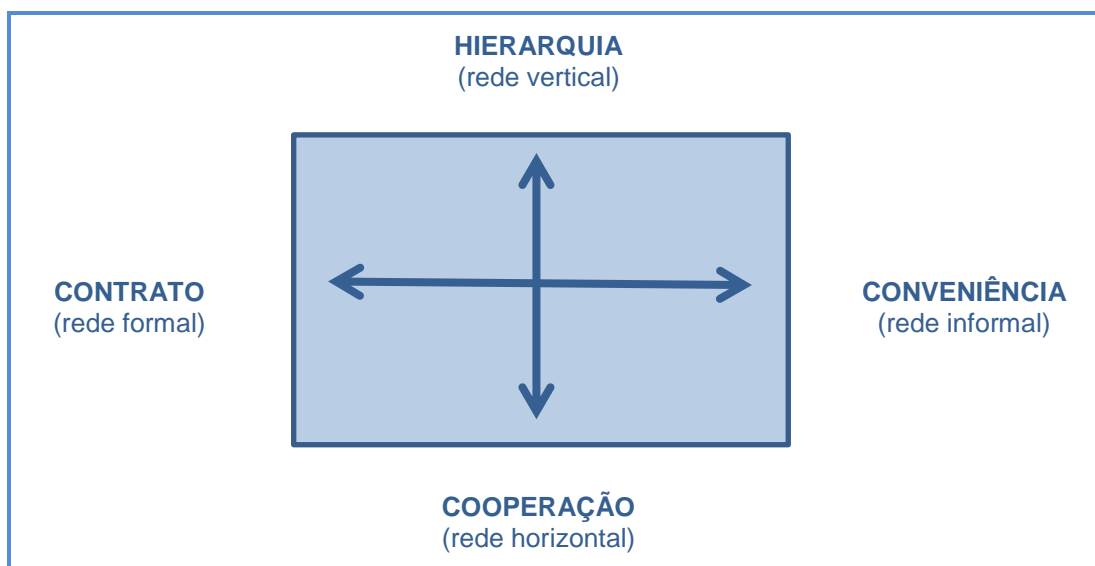 HIERARQUIA
(rede vertical)
CONTRATO
(rede formal)
CONVENIÊNCIA
(rede informal)
COOPERAÇÃO
(rede horizontal)